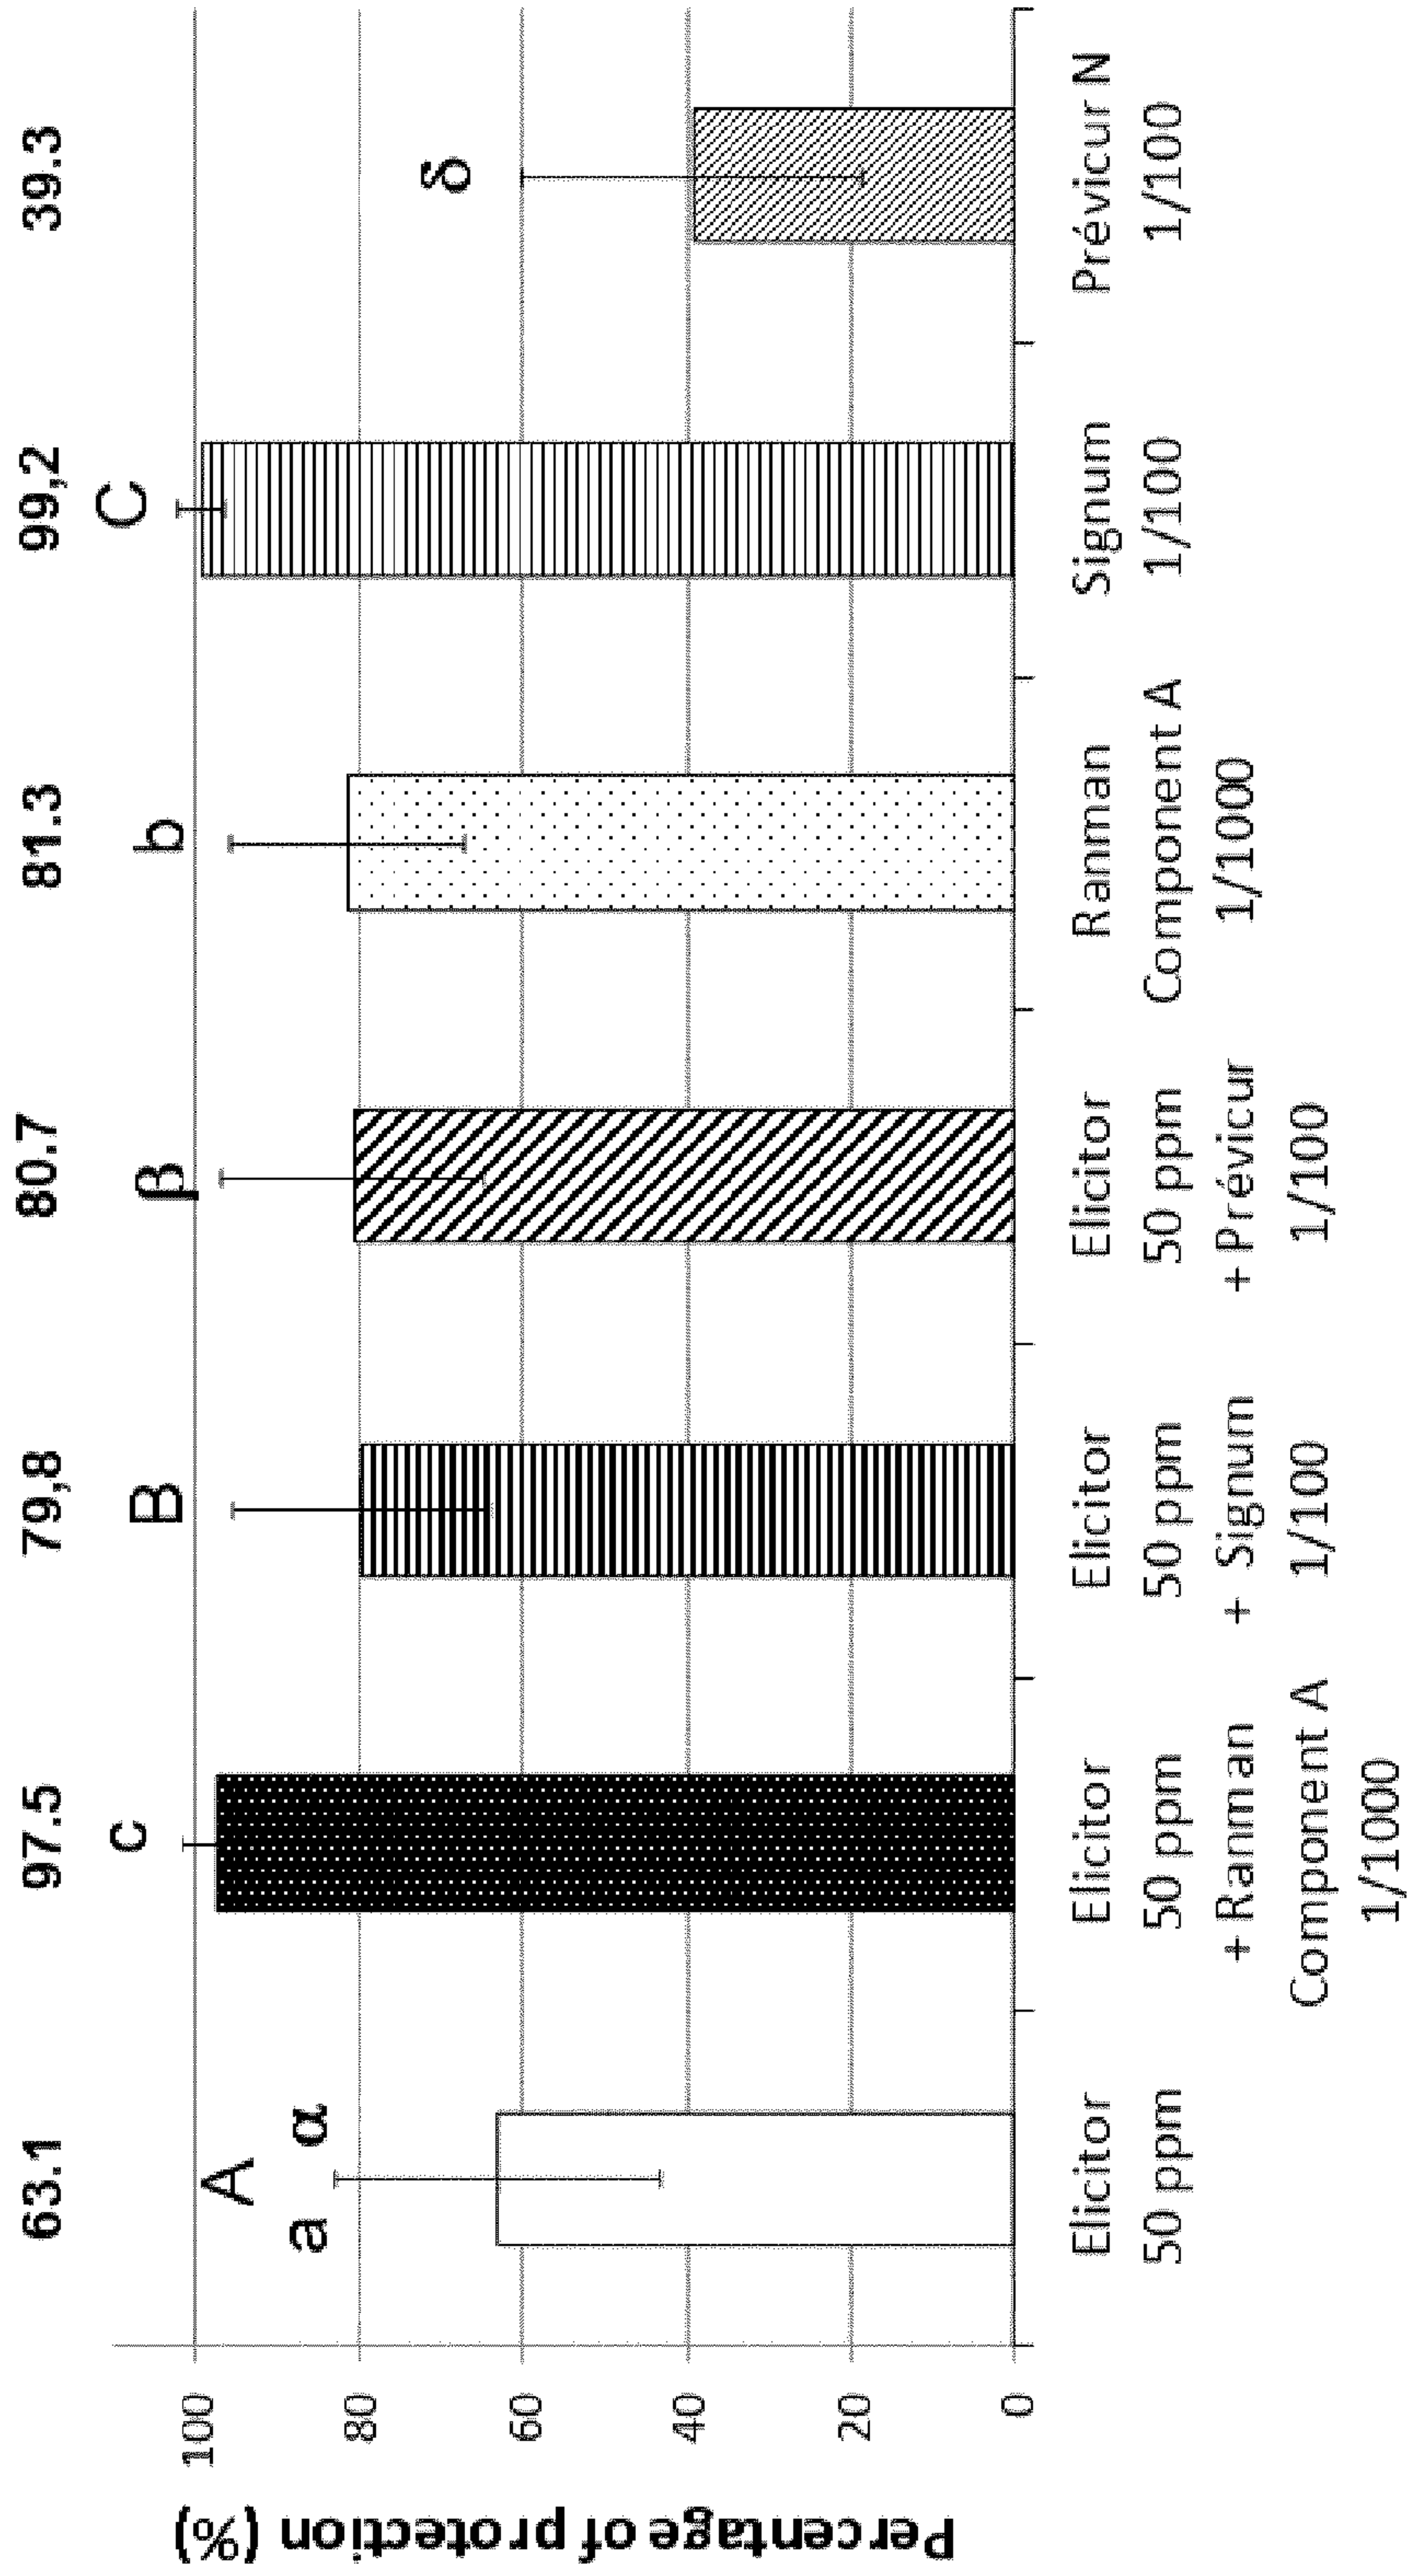 63.1 97.5 79,8 80.7 81.3 99,2 39.3
A c B β b C δ
a α
Percentage of protection (%)
100
80
60
40
20
0
Elicitor
50 ppm
Elicitor
50 ppm
+ Ranman
Component A
1/1000
Elicitor
50 ppm
+ Signum
1/100
Elicitor
50 ppm
+ Prévicur
1/100
Ranman
Component A
1/1000
Signum
1/100
Prévicur N
1/100